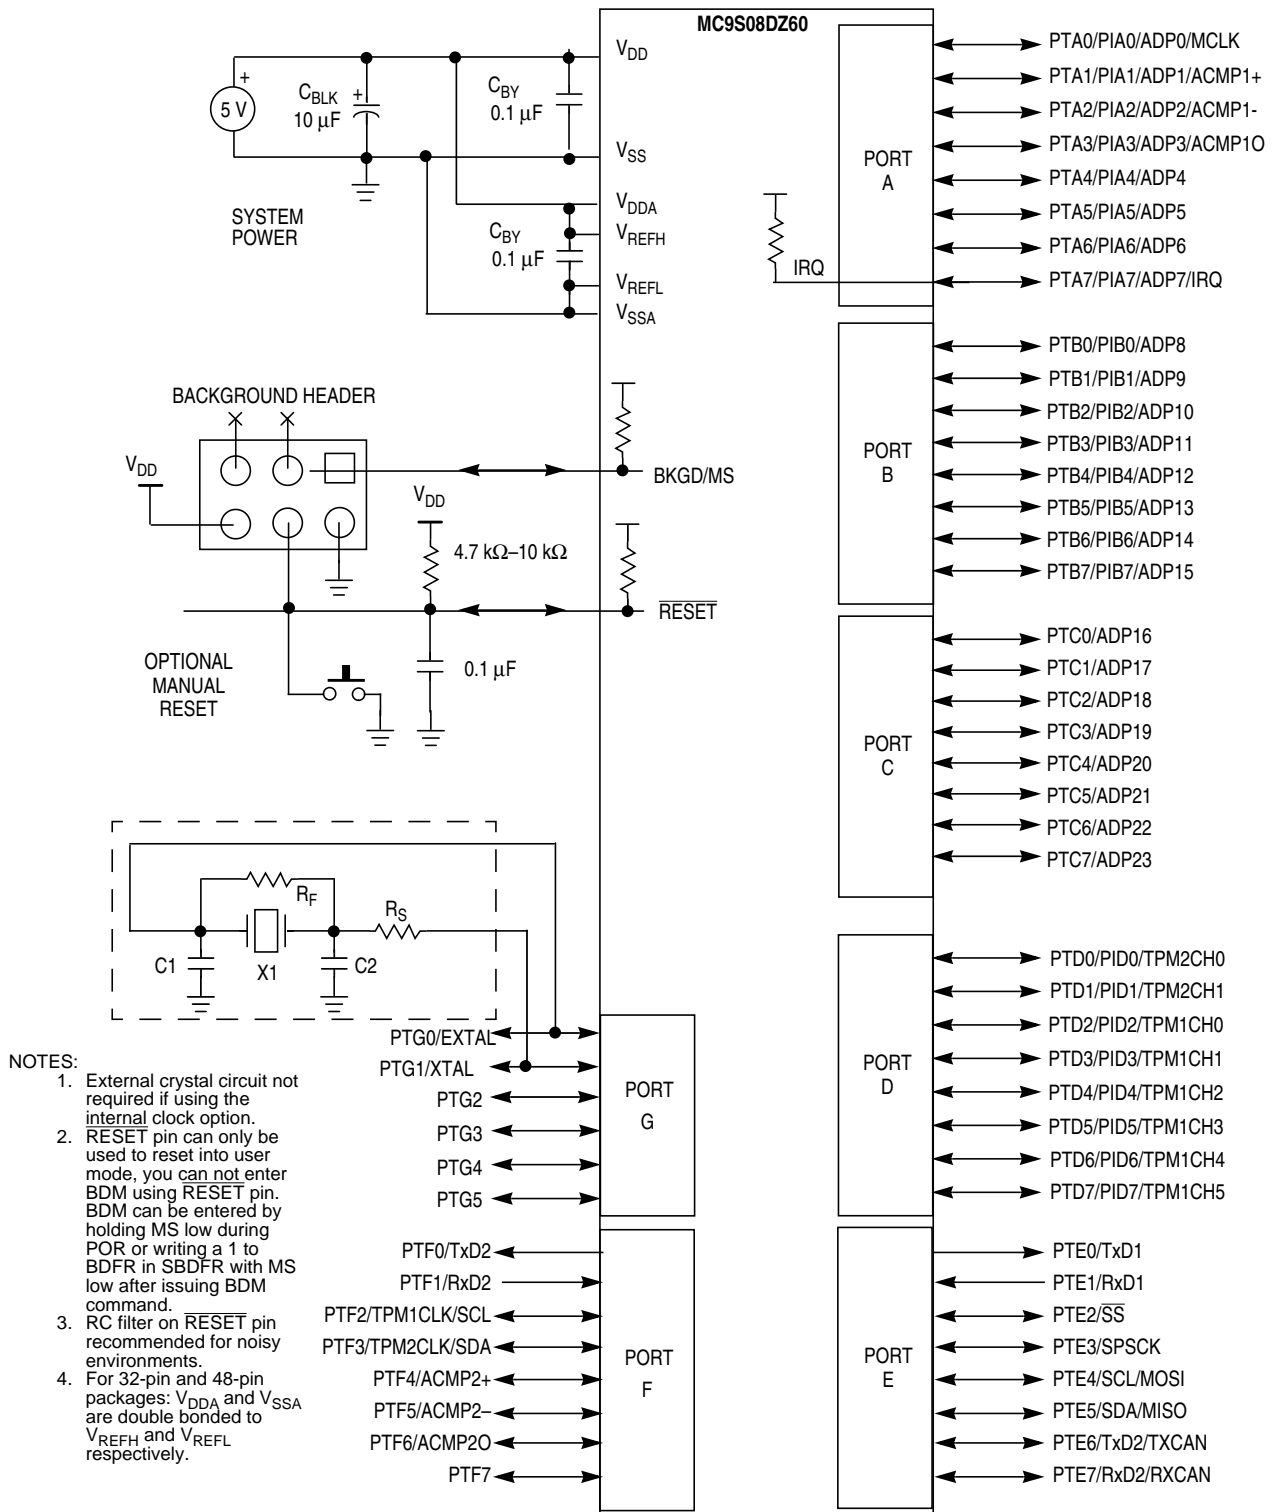 MC9S08DZ60
VDD
5 V
+
CBLK
10 μF
+
CBY
0.1 μF
VSS
SYSTEM
POWER
VDDA
VREFH
CBY
0.1 μF
VREFL
VSSA
BACKGROUND HEADER
VDD
BKGD/MS
VDD
4.7 kΩ–10 kΩ
RESET
OPTIONAL
MANUAL
RESET
0.1 μF
RF
RS
C1
X1
C2
PTG0/EXTAL
PTG1/XTAL
PTG2
PTG3
PTG4
PTG5
PORT
G
PTF0/TxD2
PTF1/RxD2
PTF2/TPM1CLK/SCL
PTF3/TPM2CLK/SDA
PTF4/ACMP2+
PTF5/ACMP2–
PTF6/ACMP2O
PTF7
PORT
F
NOTES:
1. External crystal circuit not
required if using the
internal clock option.
2. RESET pin can only be
used to reset into user
mode, you can not enter
BDM using RESET pin.
BDM can be entered by
holding MS low during
POR or writing a 1 to
BDFR in SBDFR with MS
low after issuing BDM
command.
3. RC filter on RESET pin
recommended for noisy
environments.
4. For 32-pin and 48-pin
packages: VDDA and VSSA
are double bonded to
VREFH and VREFL
respectively.
PORT
A
IRQ
PTA0/PIA0/ADP0/MCLK
PTA1/PIA1/ADP1/ACMP1+
PTA2/PIA2/ADP2/ACMP1-
PTA3/PIA3/ADP3/ACMP1O
PTA4/PIA4/ADP4
PTA5/PIA5/ADP5
PTA6/PIA6/ADP6
PTA7/PIA7/ADP7/IRQ
PORT
B
PTB0/PIB0/ADP8
PTB1/PIB1/ADP9
PTB2/PIB2/ADP10
PTB3/PIB3/ADP11
PTB4/PIB4/ADP12
PTB5/PIB5/ADP13
PTB6/PIB6/ADP14
PTB7/PIB7/ADP15
PORT
C
PTC0/ADP16
PTC1/ADP17
PTC2/ADP18
PTC3/ADP19
PTC4/ADP20
PTC5/ADP21
PTC6/ADP22
PTC7/ADP23
PORT
D
PTD0/PID0/TPM2CH0
PTD1/PID1/TPM2CH1
PTD2/PID2/TPM1CH0
PTD3/PID3/TPM1CH1
PTD4/PID4/TPM1CH2
PTD5/PID5/TPM1CH3
PTD6/PID6/TPM1CH4
PTD7/PID7/TPM1CH5
PORT
E
PTE0/TxD1
PTE1/RxD1
PTE2/SS
PTE3/SPSCK
PTE4/SCL/MOSI
PTE5/SDA/MISO
PTE6/TxD2/TXCAN
PTE7/RxD2/RXCAN